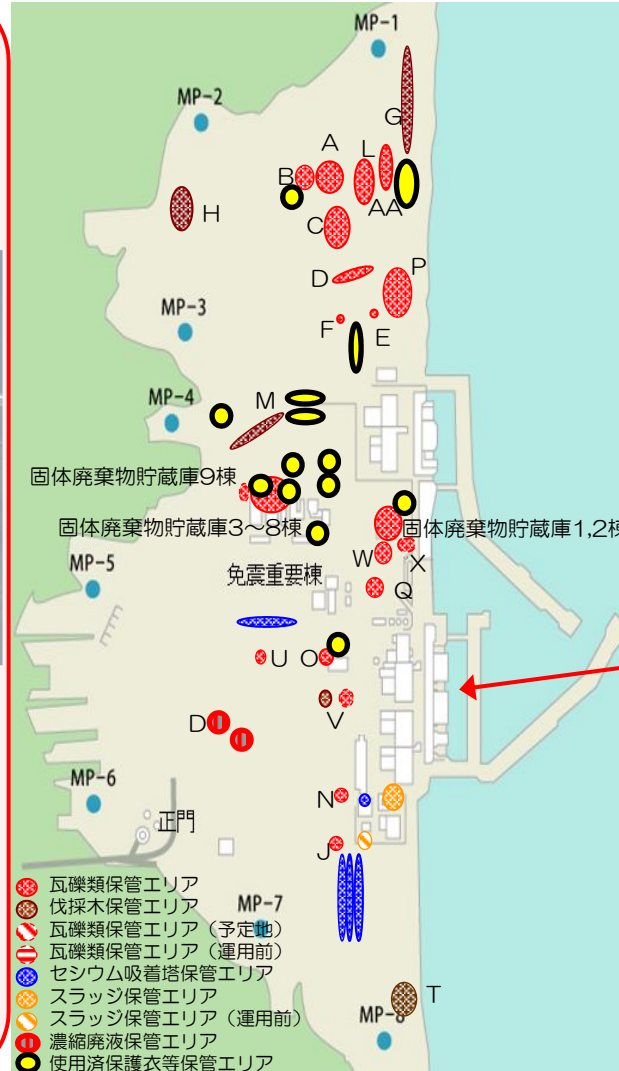 MP-1
MP-2
G
A
L
B
AA
H
C
D
P
MP-3
F
E
MP-4
M
固体廃棄物貯蔵庫9棟
固体廃棄物貯蔵庫3～8棟
固体廃棄物貯蔵庫1,2棟
W
X
MP-5
免震重要棟
Q
U
O
V
D
MP-6
N
正門
J
瓦礫類保管エリア
伐採木保管エリア
MP-7
瓦礫類保管エリア（予定地）
瓦礫類保管エリア（運用前）
セシウム吸着塔保管エリア
スラッジ保管エリア
T
スラッジ保管エリア（運用前）
MP-8
濃縮廃液保管エリア
使用済保護衣等保管エリア